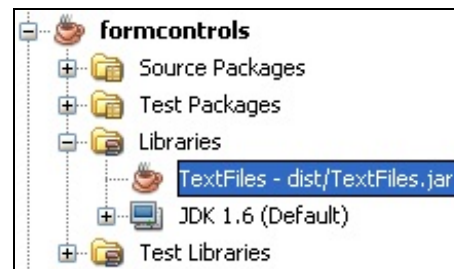 formcontrols
Source Packages
Test Packages
Libraries
TextFiles - dist/TextFiles.jar
JDK 1.6 (Default)
Test Libraries